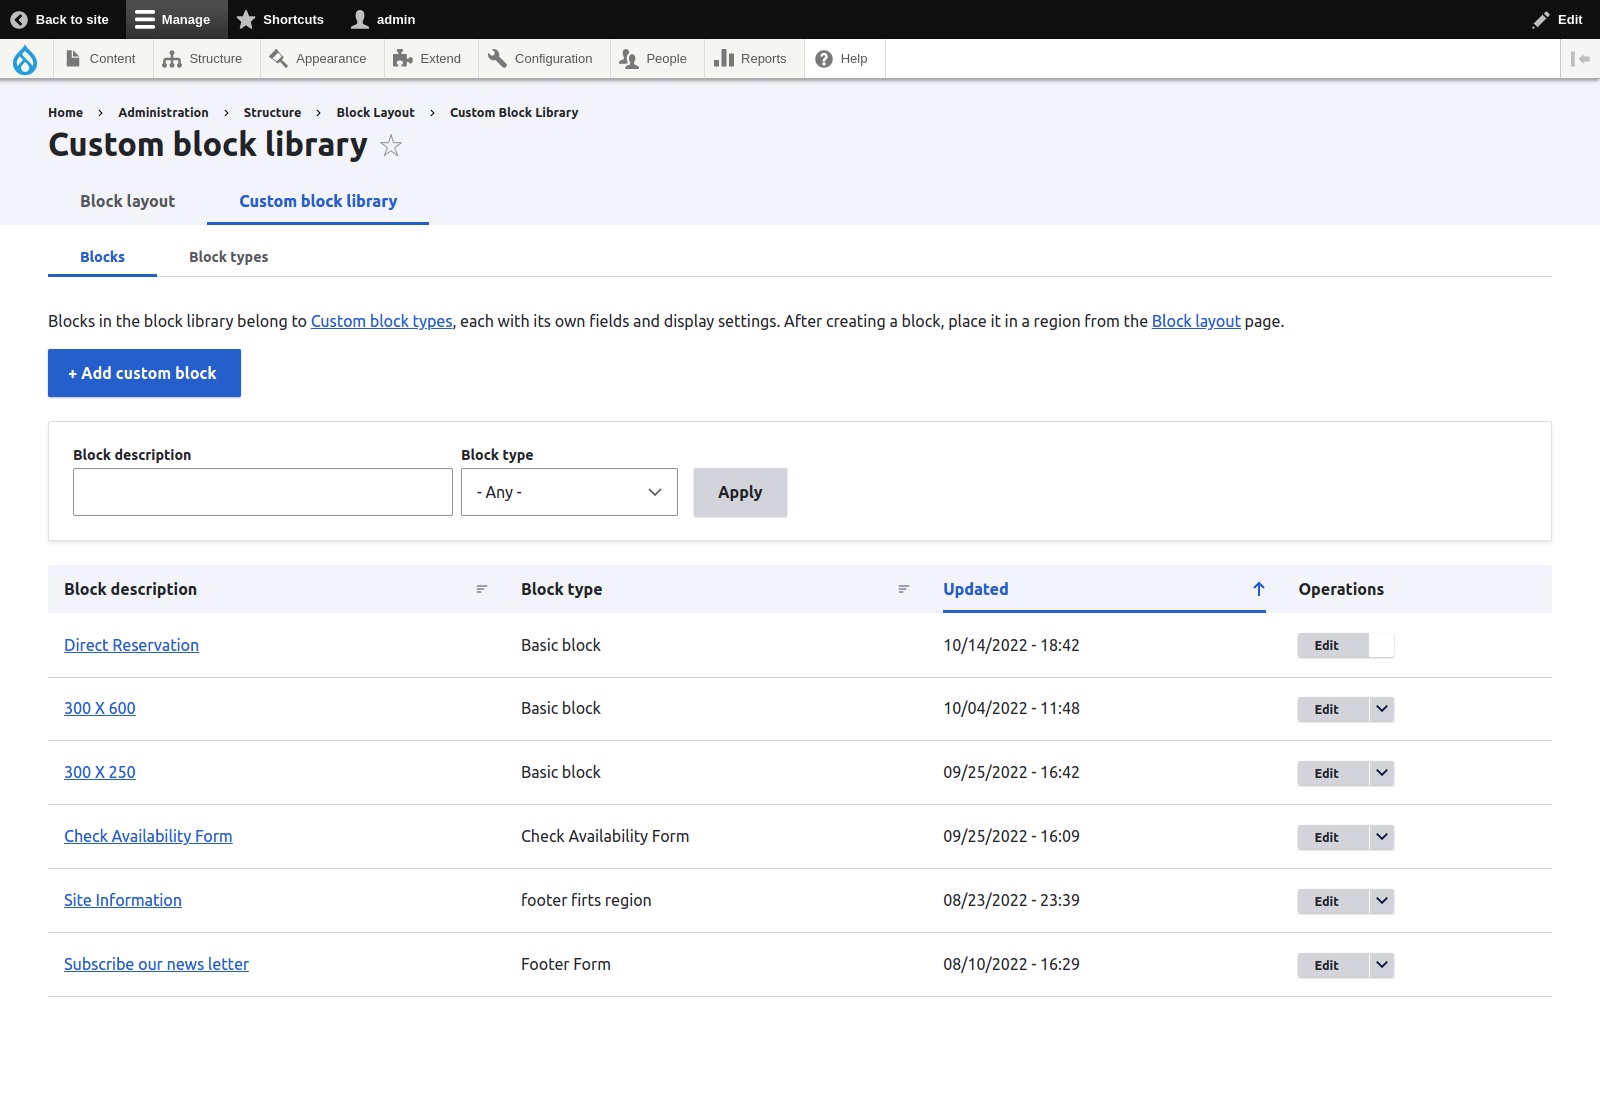 Back to site Manage Shortcuts admin Edit
Content Structure Appearance Extend Configuration People Reports Help
Home › Administration › Structure › Block Layout › Custom Block Library
Custom block library
Block layout Custom block library
Blocks Block types
Blocks in the block library belong to Custom block types, each with its own fields and display settings. After creating a block, place it in a region from the Block layout page.
+ Add custom block
Block description Block type
- Any - Apply
Block description Block type Updated Operations
Direct Reservation Basic block 10/14/2022 - 18:42 Edit
300 X 600 Basic block 10/04/2022 - 11:48 Edit
300 X 250 Basic block 09/25/2022 - 16:42 Edit
Check Availability Form Check Availability Form 09/25/2022 - 16:09 Edit
Site Information footer firts region 08/23/2022 - 23:39 Edit
Subscribe our news letter Footer Form 08/10/2022 - 16:29 Edit